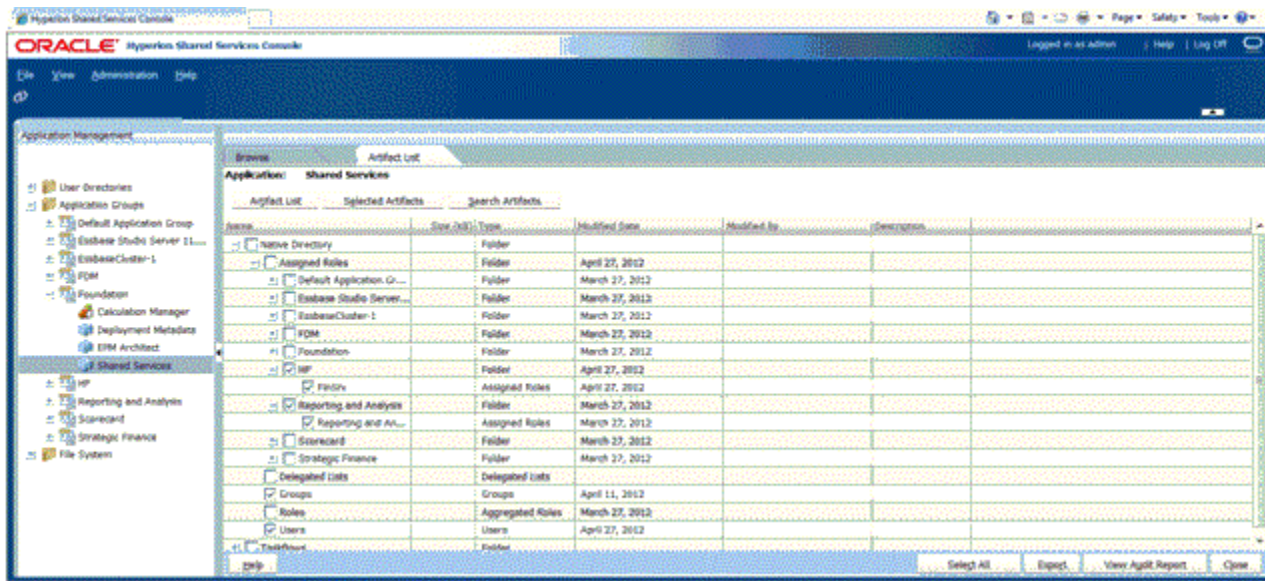 Hyperion Shared Services Console
Page Safety Tools
ORACLE Hyperion Shared Services Console
Logged in as admin | Help | Log Off
File View Administration Help
Application Management
Browse Artifact List
Application: Shared Services
Artifact List Selected Artifacts Search Artifacts
Name Size (KB) Type Modified Date Modified By Description
User Directories
Application Groups
Default Application Group
Essbase Studio Server 11....
EssbaseCluster-1
FDM
Foundation
Calculation Manager
Deployment Metadata
EPM Architect
Shared Services
HP
Reporting and Analysis
Scorecard
Strategic Finance
File System
Native Directory Folder
Assigned Roles Folder April 27, 2012
Default Application Gr... Folder March 27, 2012
Essbase Studio Server... Folder March 27, 2012
EssbaseCluster-1 Folder March 27, 2012
FDM Folder March 27, 2012
Foundation Folder March 27, 2012
HP Folder April 27, 2012
Assigned Roles April 27, 2012
Reporting and Analysis Folder March 27, 2012
Reporting and An... Assigned Roles March 27, 2012
Scorecard Folder March 27, 2012
Strategic Finance Folder March 27, 2012
Delegated Lists Delegated Lists
Groups Groups April 11, 2012
Roles Aggregated Roles March 27, 2012
Users Users April 27, 2012
Taskflows Folder
Help Select All Export View Audit Report Close